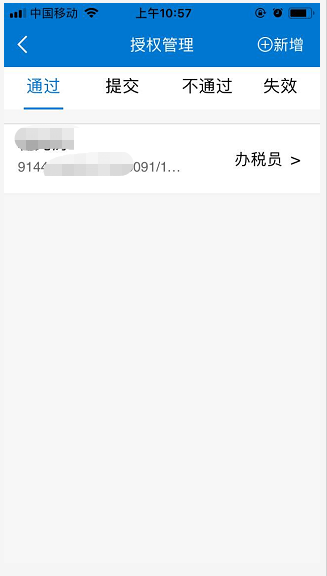 中国移动 上午10:57
授权管理 新增
通过 提交 不通过 失效
9144 091/1...
办税员 >